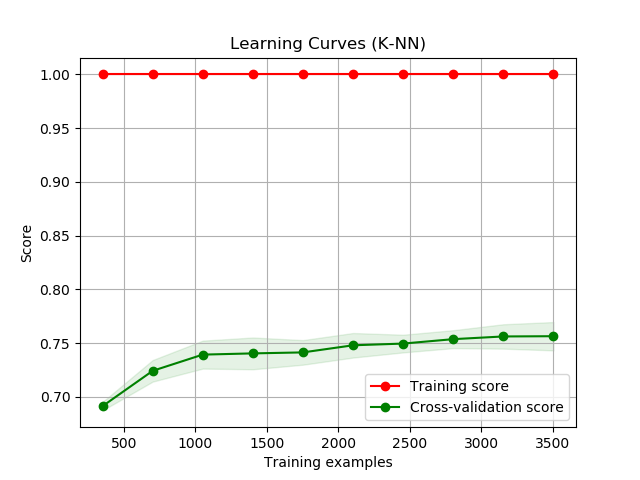 Learning Curves (K-NN)
1.00
0.95
0.90
0.85
0.80
0.75
0.70
Score
Training score
Cross-validation score
500 1000 1500 2000 2500 3000 3500
Training examples